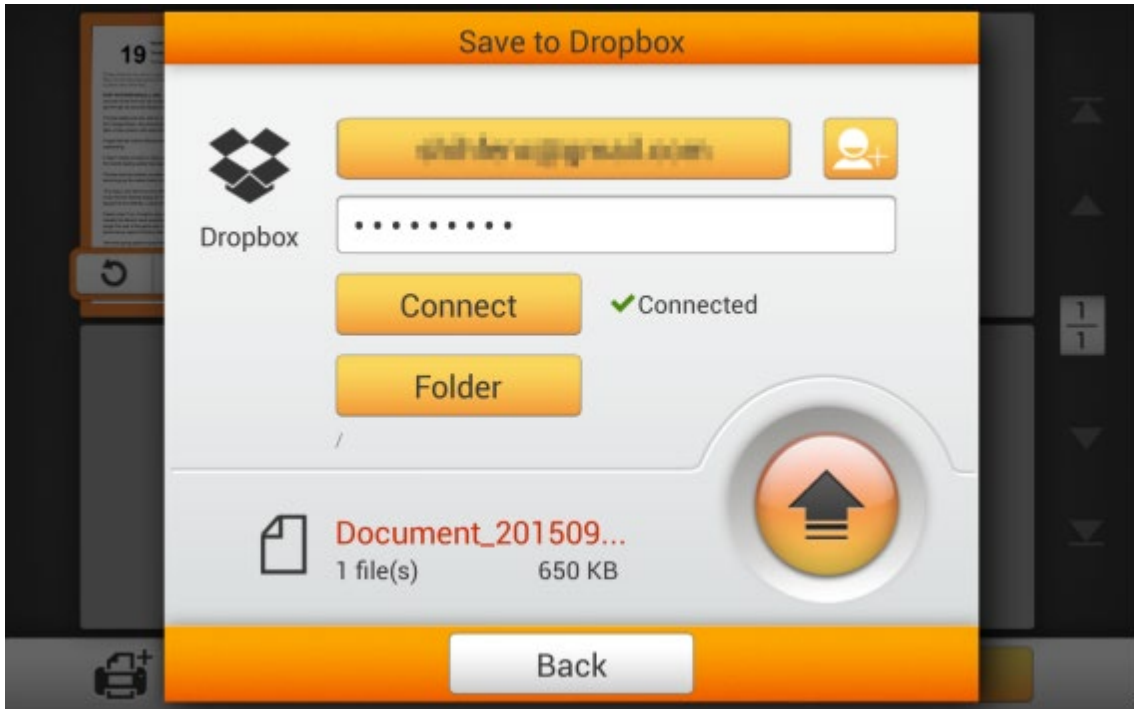 Save to Dropbox
19
Dropbox
•••••••••
Connect
Connected
Folder
/
Document_201509...
1 file(s) 650 KB
Back
1
1